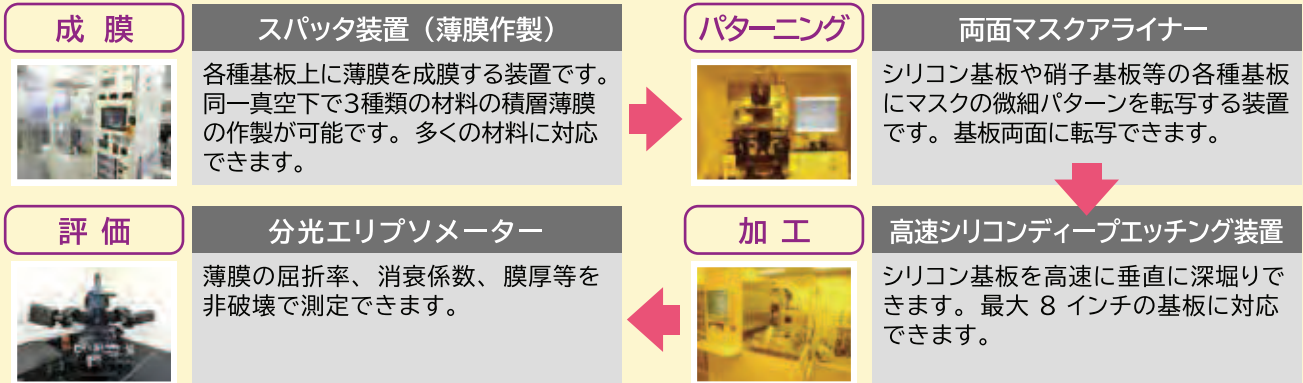 成 膜
スパッタ装置（薄膜作製）
各種基板上に薄膜を成膜する装置です。
同一真空下で3種類の材料の積層薄膜
の作製が可能です。多くの材料に対応
できます。
パターニング
両面マスクアライナー
シリコン基板や硝子基板等の各種基板
にマスクの微細パターンを転写する装置
です。基板両面に転写できます。
加 工
高速シリコンディープエッチング装置
シリコン基板を高速に垂直に深堀りで
きます。最大 8 インチの基板に対応
できます。
評 価
分光エリプソメーター
薄膜の屈折率、消衰係数、膜厚等を
非破壊で測定できます。